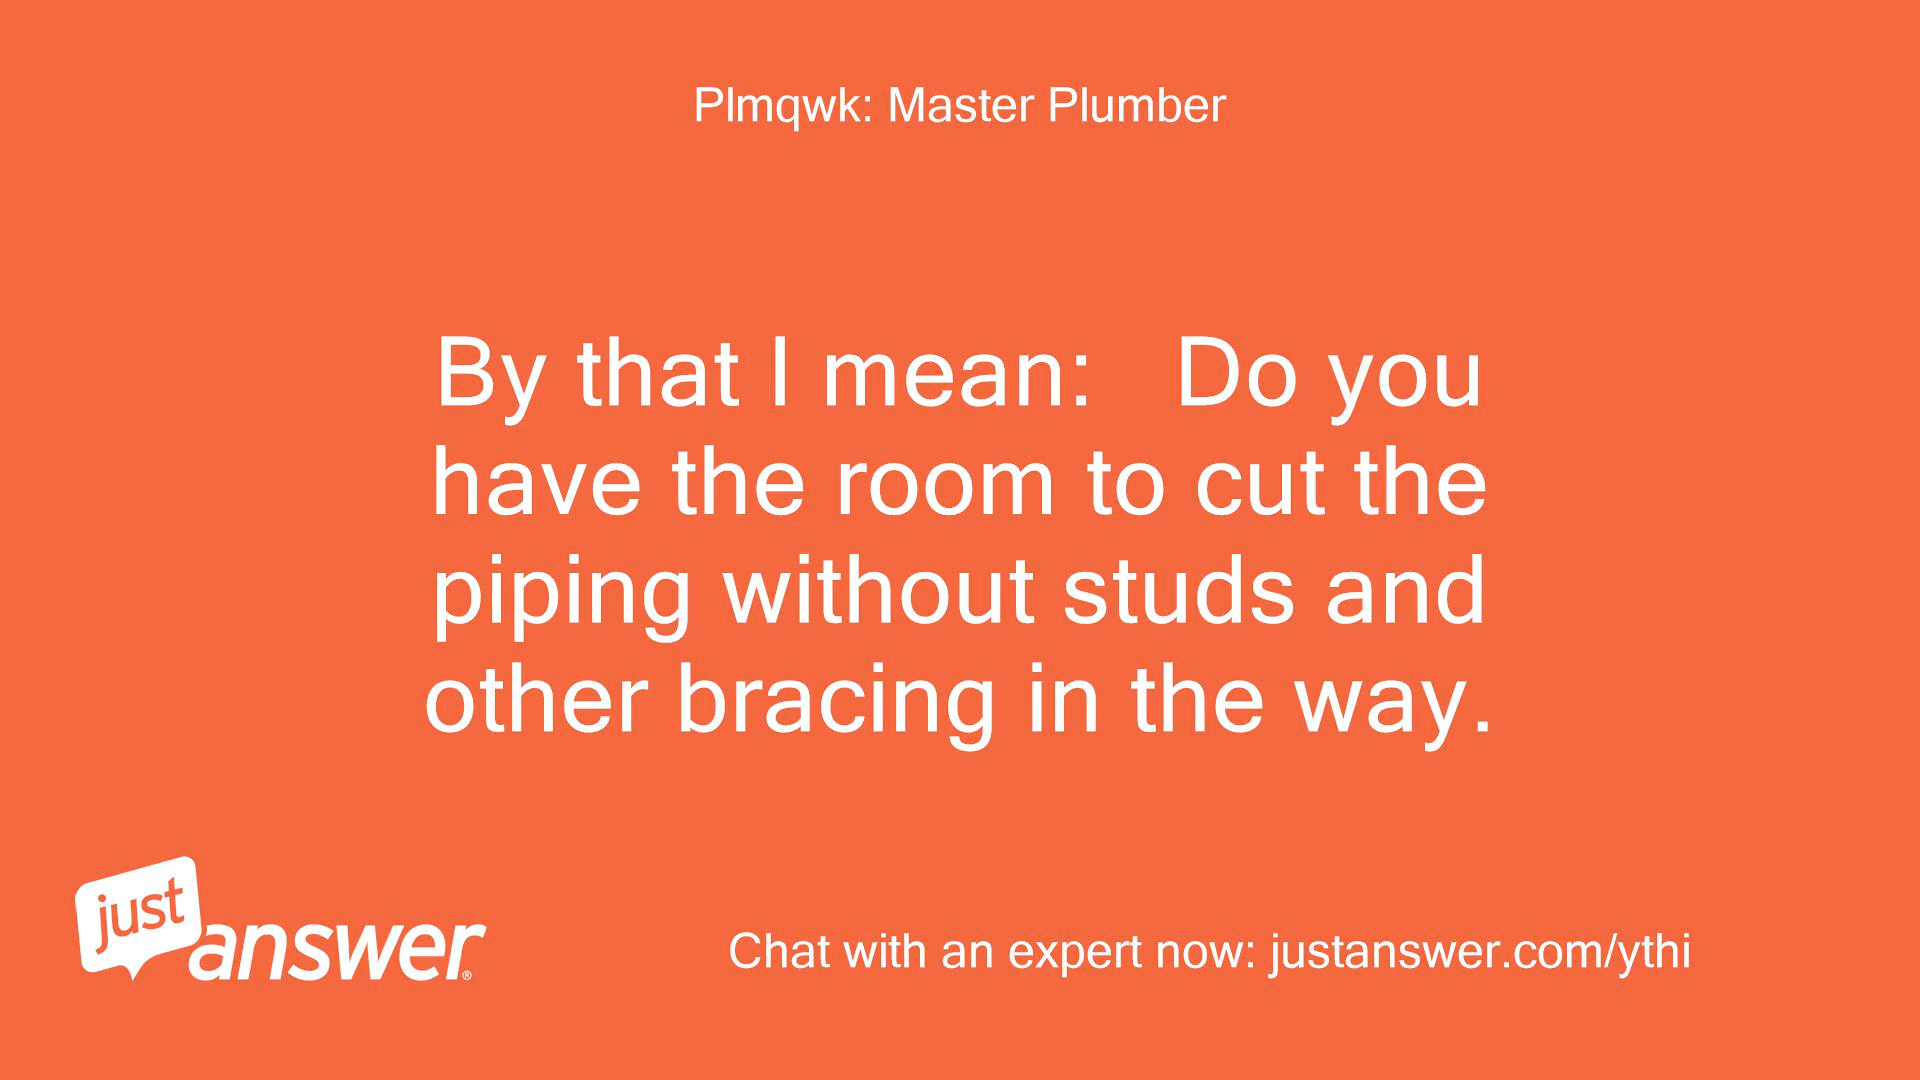 Plmqwk: Master Plumber
By that I mean:   Do you
have the room to cut the
piping without studs and
other bracing in the way.
just
answer®
Chat with an expert now: justanswer.com/ythi